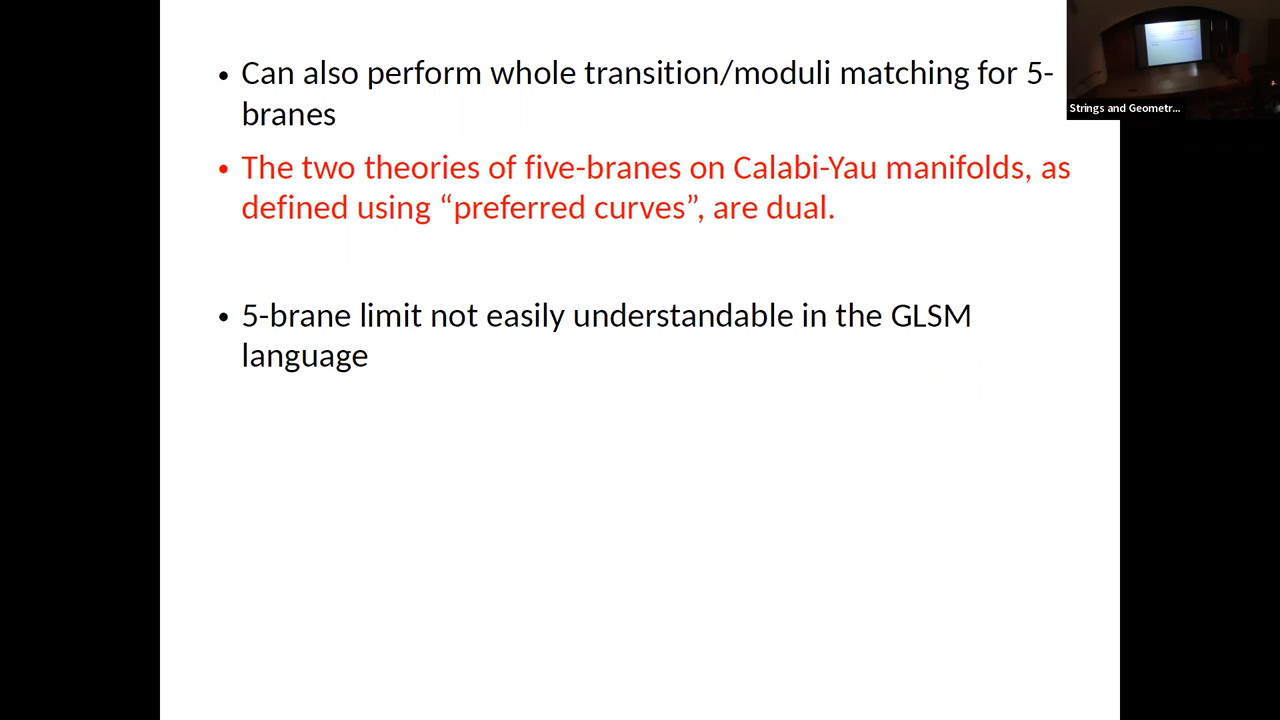 • Can also perform whole transition/moduli matching for 5-
branes
• The two theories of five-branes on Calabi-Yau manifolds, as
defined using “preferred curves”, are dual.
• 5-brane limit not easily understandable in the GLSM
language
Strings and Geometr...